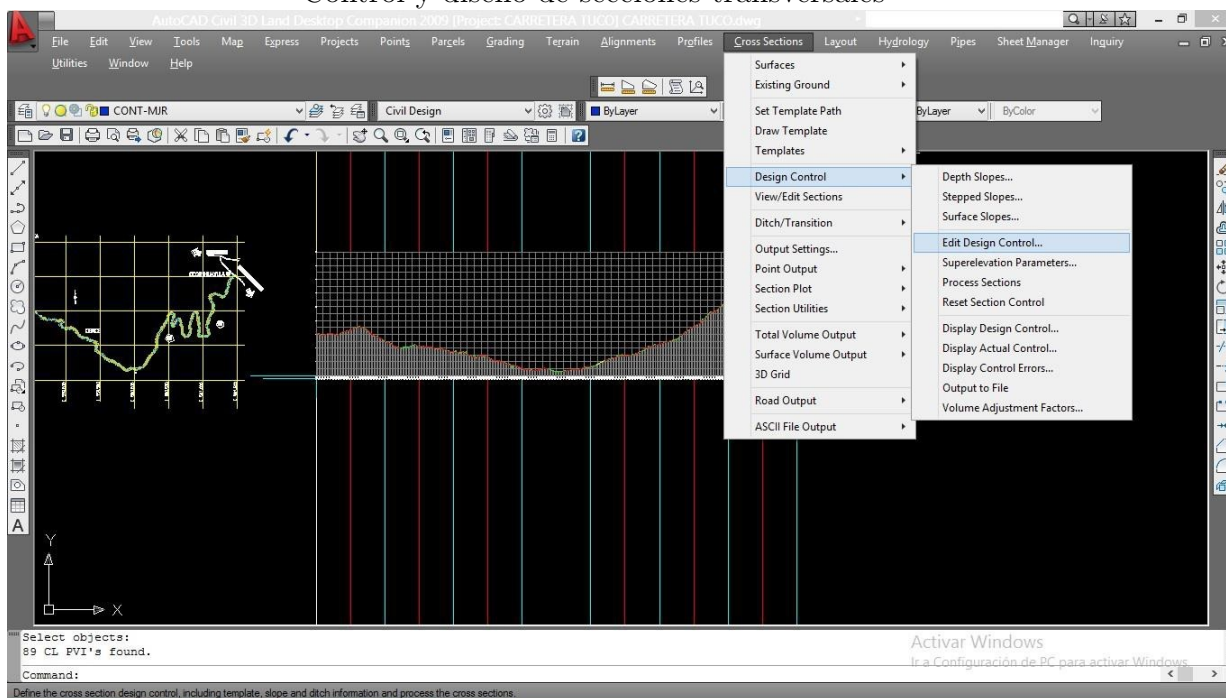 Control y diseño de secciones transversales
AutoCAD Civil 3D Land Desktop Companion 2009 [Project: CARRETERA TUCO] CARRETERA TUCO.dwg
File Edit View Tools Map Express Projects Points Parcels Grading Terrain Alignments Profiles Cross Sections Layout Hydrology Pipes Sheet Manager Inquiry
Utilities Window Help
CONT-MJR
Civil Design
ByLayer
ByLayer
ByColor
Surfaces
Existing Ground
Set Template Path
Draw Template
Templates
Design Control
View/Edit Sections
Ditch/Transition
Output Settings...
Point Output
Section Plot
Section Utilities
Total Volume Output
Surface Volume Output
3D Grid
Road Output
ASCII File Output
Depth Slopes...
Stepped Slopes...
Surface Slopes...
Edit Design Control...
Superelevation Parameters...
Process Sections
Reset Section Control
Display Design Control...
Display Actual Control...
Display Control Errors...
Output to File
Volume Adjustment Factors...
A
Y
X
Select objects:
89 CL PVI's found.
Command:
Activar Windows
Ir a Configuración de PC para activar Windows.
Define the cross section design control, including template, slope and ditch information and process the cross sections.